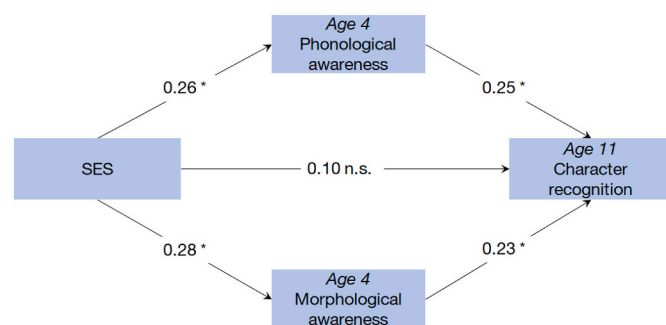 Age 4
Phonological
awareness
0.26 *
0.25 *
SES
0.10 n.s.
Age 11
Character
recognition
0.28 *
0.23 *
Age 4
Morphological
awareness